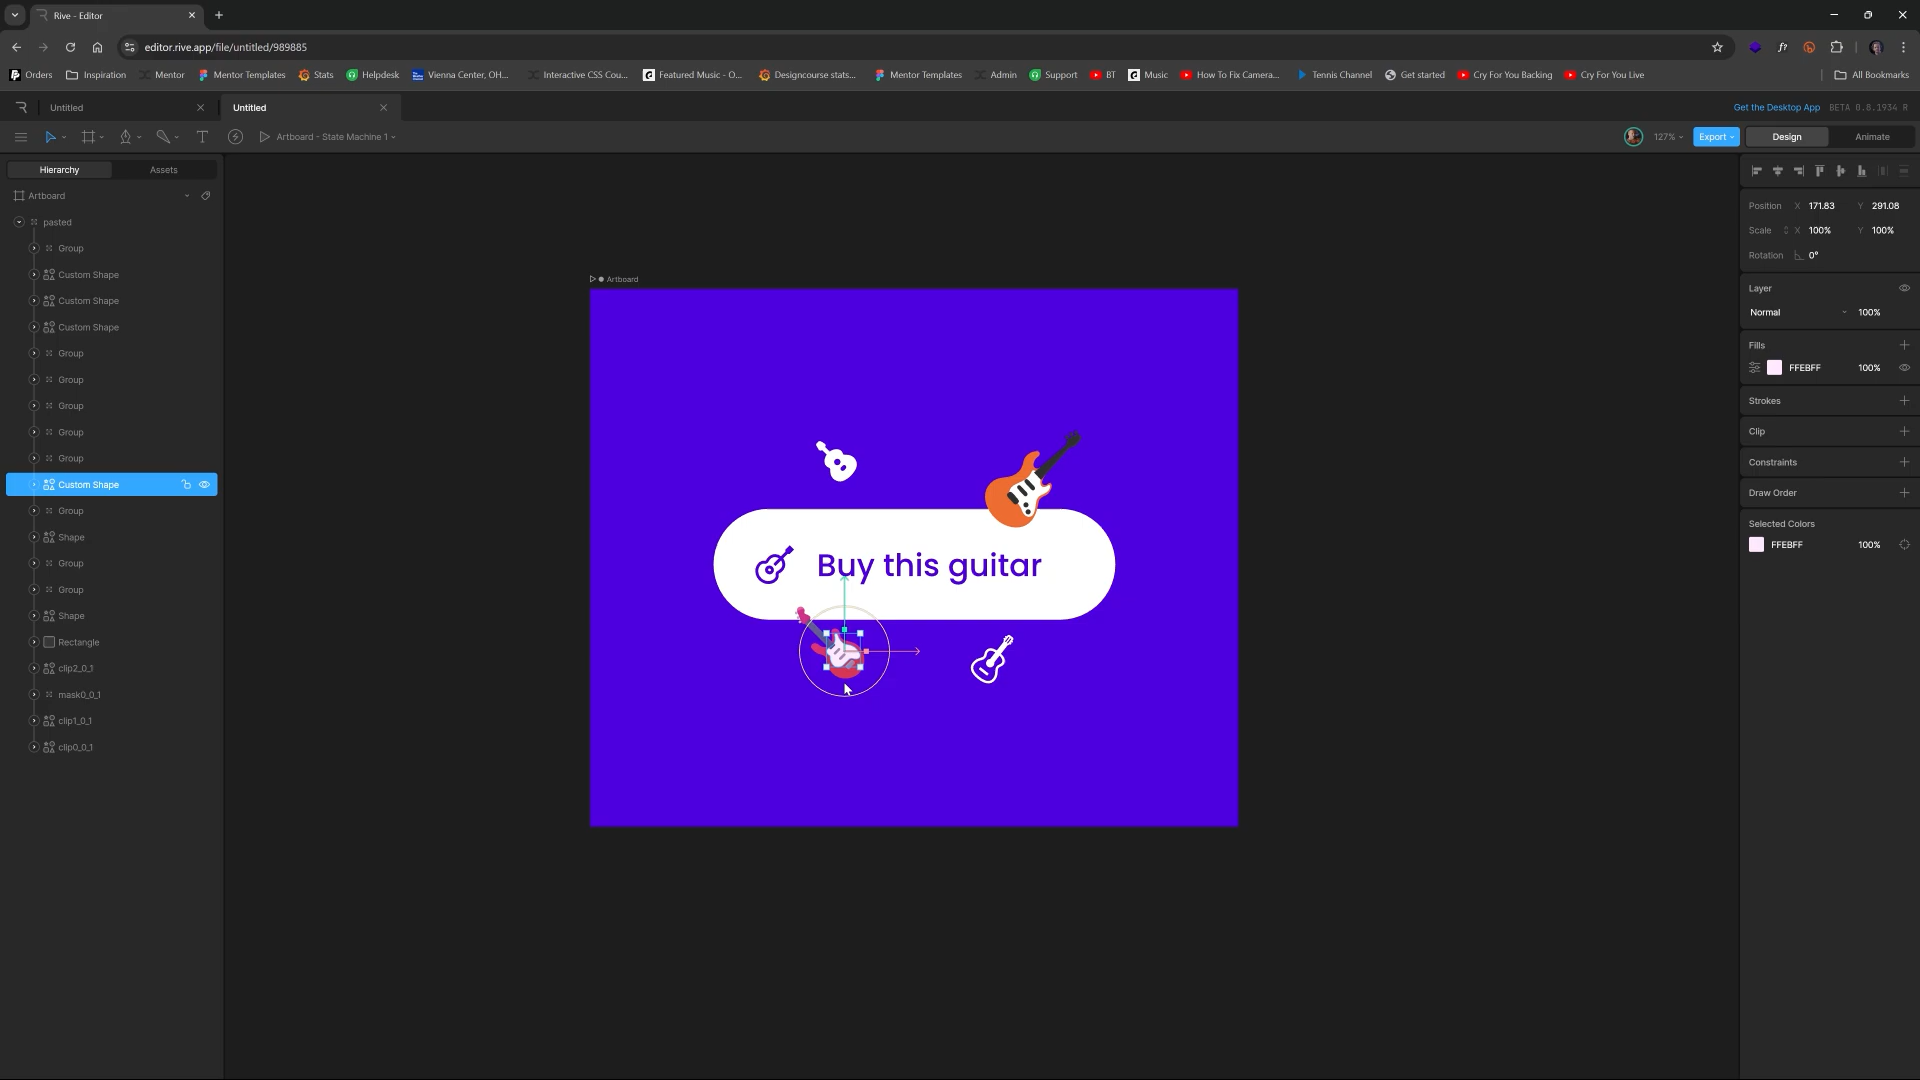 Rive - Editor
editor.rive.app/file/untitled/989885
Orders
Inspiration
Mentor
Mentor Templates
Stats
Helpdesk
Vienna Center, OH...
Interactive CSS Cou...
Featured Music - O...
Designcourse stats...
Mentor Templates
Admin
Support
BT
Music
How To Fix Camera...
Tennis Channel
Get started
Cry For You Backing
Cry For You Live
All Bookmarks
Untitled
Untitled
Get the Desktop App
BETA 0.8.1934 R
Artboard - State Machine 1
127%
Export
Design
Animate
Hierarchy
Assets
Artboard
pasted
Group
Custom Shape
Custom Shape
Custom Shape
Group
Group
Group
Group
Group
Custom Shape
Group
Shape
Group
Group
Shape
Rectangle
clip2_0_1
mask0_0_1
clip1_0_1
clip0_0_1
Artboard
Buy this guitar
Position X 171.83 Y 291.08
Scale X 100% Y 100%
Rotation 0°
Layer
Normal 100%
Fills
FFEBFF 100%
Strokes
Clip
Constraints
Draw Order
Selected Colors
FFEBFF 100%